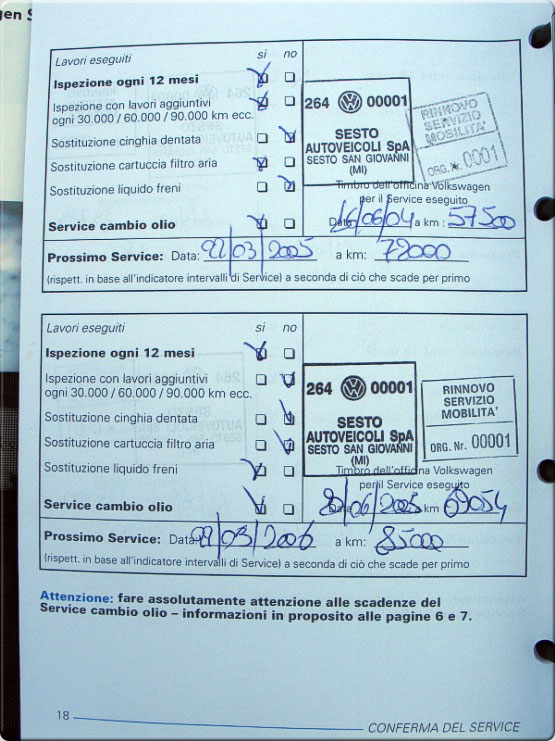 gen S
Lavori eseguiti si no
Ispezione ogni 12 mesi
Ispezione con lavori aggiuntivi
ogni 30.000 / 60.000 / 90.000 km ecc.
Sostituzione cinghia dentata
Sostituzione cartuccia filtro aria
Sostituzione liquido freni
Service cambio olio
264 00001
SESTO
AUTOVEICOLI SpA
SESTO SAN GIOVANNI
(MI)
RINNOVO
SERVIZIO
MOBILITA'
ORG. Nr. 0001
Timbro dell'officina Volkswagen
per il Service eseguito
Data 16/06/04 a km: 57500
Prossimo Service: Data: 22/03/2005 a km: 72000
(rispett. in base all'indicatore intervalli di Service) a seconda di ciò che scade per primo
Lavori eseguiti si no
Ispezione ogni 12 mesi
Ispezione con lavori aggiuntivi
ogni 30.000 / 60.000 / 90.000 km ecc.
Sostituzione cinghia dentata
Sostituzione cartuccia filtro aria
Sostituzione liquido freni
Service cambio olio
264 00001
SESTO
AUTOVEICOLI SpA
SESTO SAN GIOVANNI
(MI)
RINNOVO
SERVIZIO
MOBILITA'
ORG. Nr. 00001
Timbro dell'officina Volkswagen
per il Service eseguito
/06/2005 km 69054
Prossimo Service: Data 22/03/2006 a km: 85000
(rispett. in base all'indicatore intervalli di Service) a seconda di ciò che scade per primo
Attenzione: fare assolutamente attenzione alle scadenze del
Service cambio olio – informazioni in proposito alle pagine 6 e 7.
18 CONFERMA DEL SERVICE